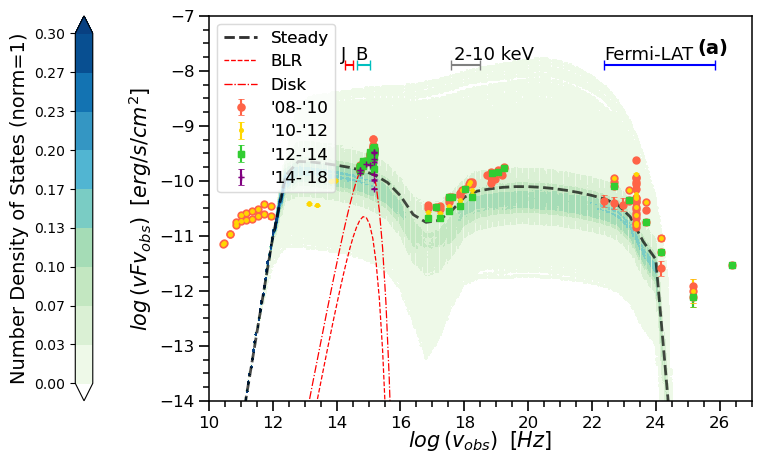 Number Density of States (norm=1)
0.30
0.27
0.23
0.20
0.17
0.13
0.10
0.07
0.03
0.00
log (νFν_obs) [erg/s/cm²]
−7
−8
−9
−10
−11
−12
−13
−14
Steady
BLR
Disk
'08-'10
'10-'12
'12-'14
'14-'18
J B
2-10 keV
Fermi-LAT
(a)
10 12 14 16 18 20 22 24 26
log (ν_obs) [Hz]